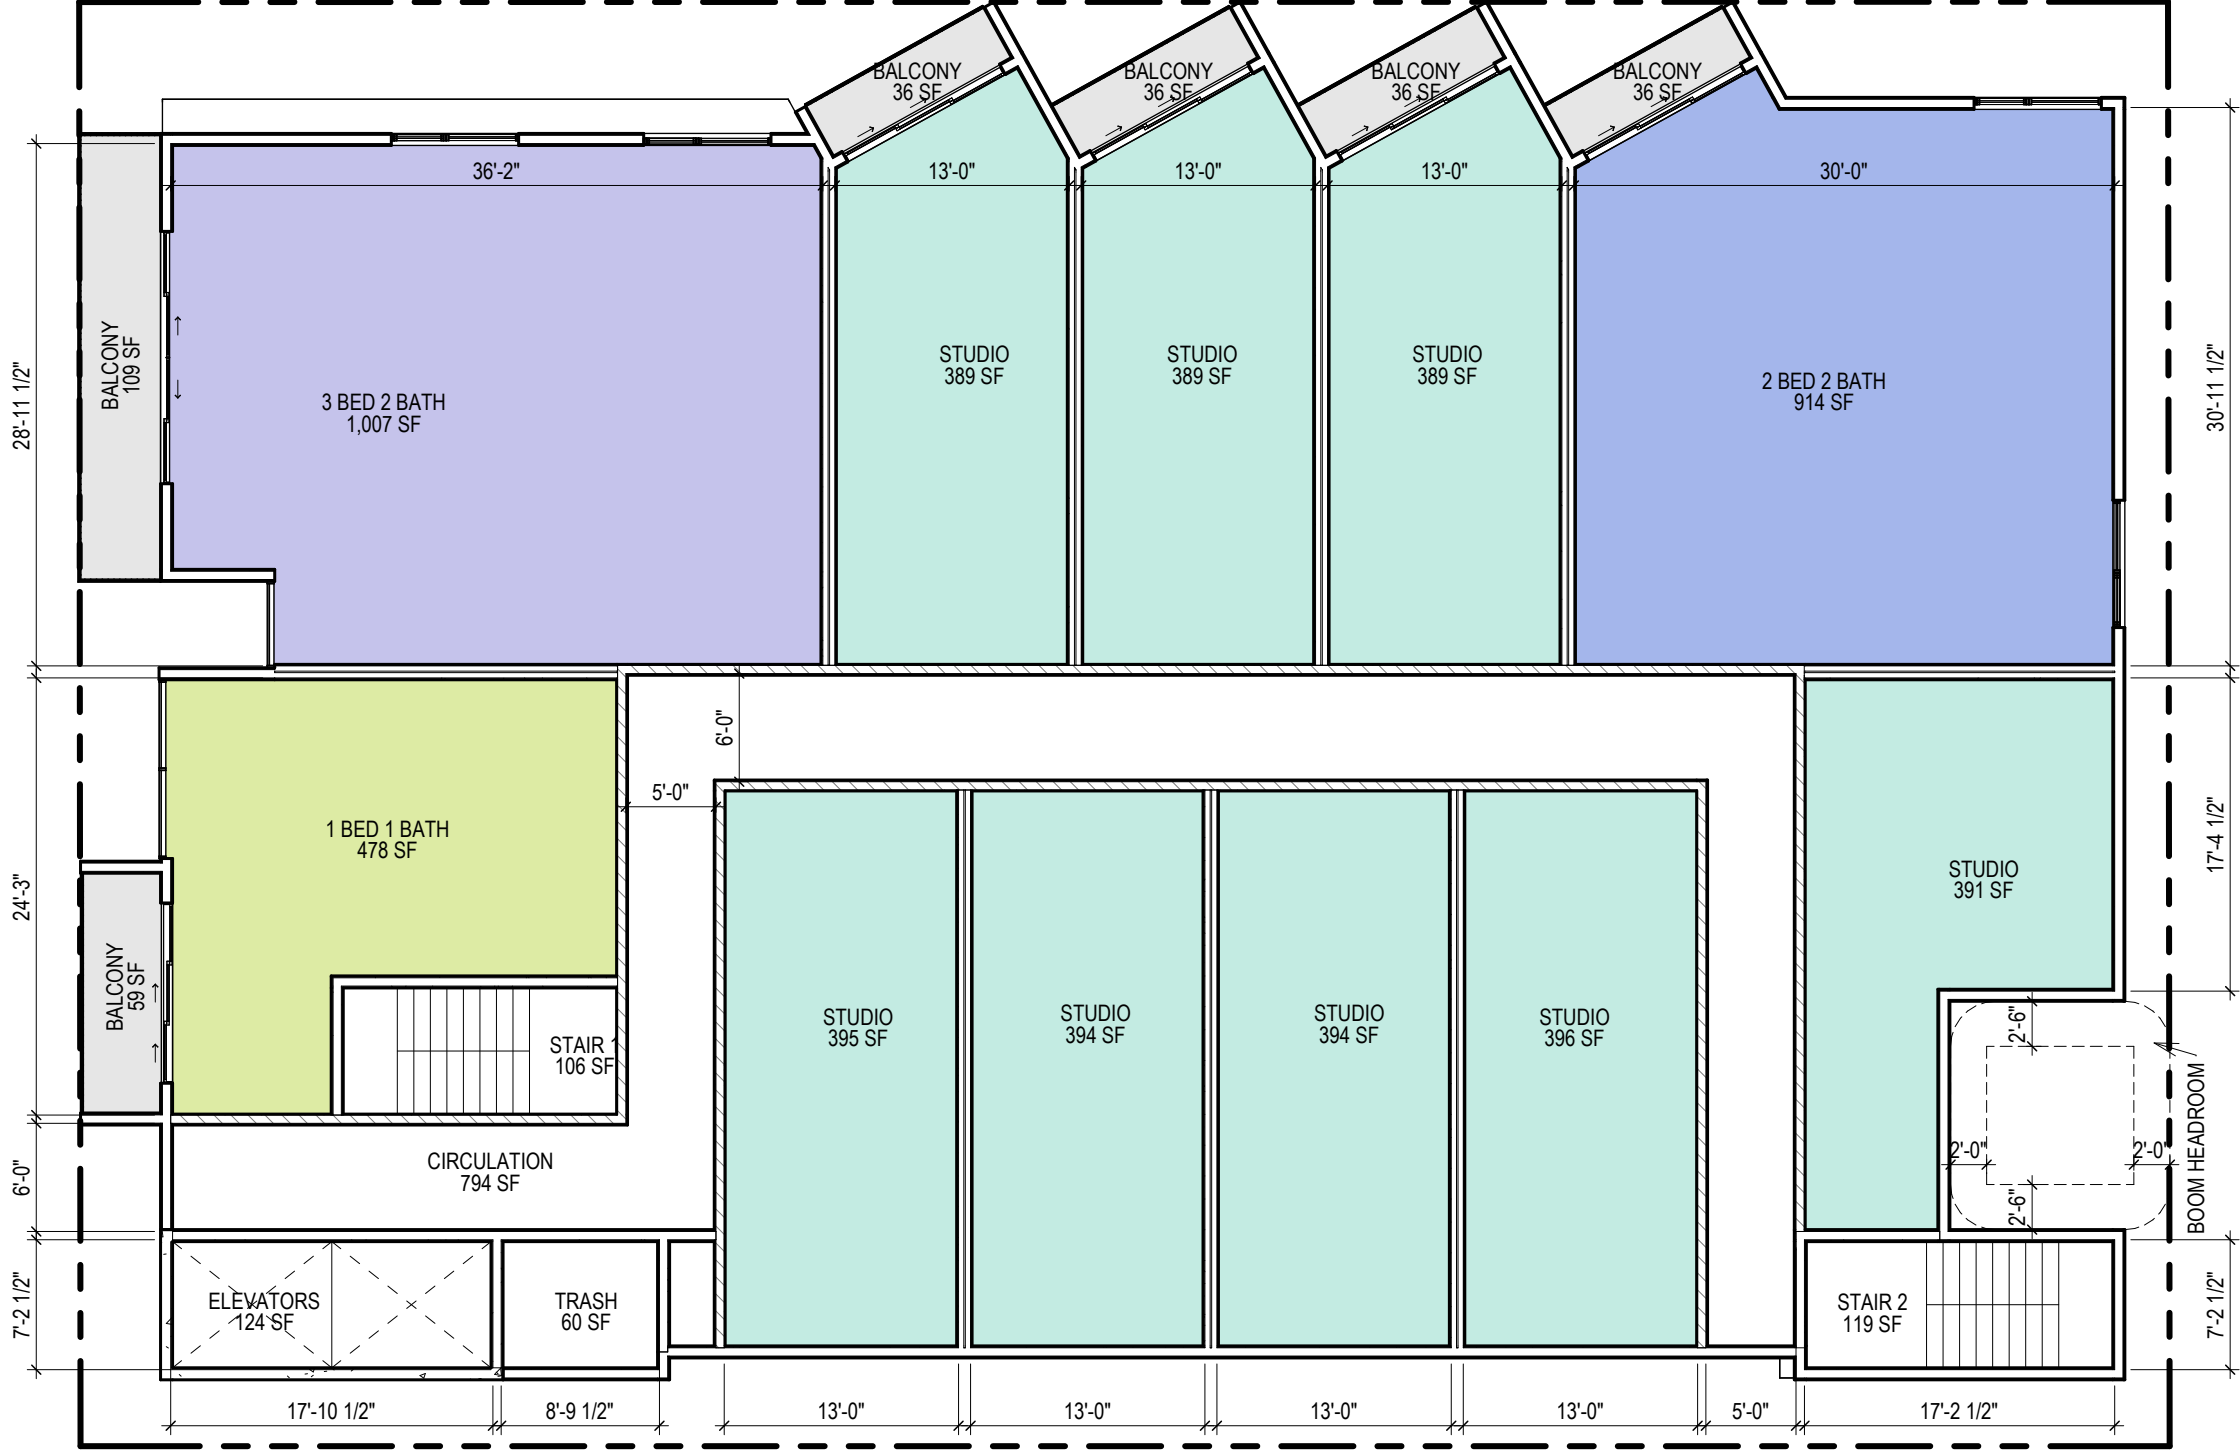 BALCONY
36 SF
BALCONY
36 SF
BALCONY
36 SF
BALCONY
36 SF
36'-2"
13'-0"
13'-0"
13'-0"
30'-0"
28'-11 1/2"
BALCONY
109 SF
3 BED 2 BATH
1,007 SF
STUDIO
389 SF
STUDIO
389 SF
STUDIO
389 SF
2 BED 2 BATH
914 SF
30'-11 1/2"
6'-0"
5'-0"
24'-3"
1 BED 1 BATH
478 SF
BALCONY
59 SF
STAIR 1
106 SF
STUDIO
395 SF
STUDIO
394 SF
STUDIO
394 SF
STUDIO
396 SF
STUDIO
391 SF
17'-4 1/2"
2'-6"
2'-0"
2'-0"
2'-6"
BOOM HEADROOM
6'-0"
CIRCULATION
794 SF
7'-2 1/2"
ELEVATORS
124 SF
TRASH
60 SF
STAIR 2
119 SF
7'-2 1/2"
17'-10 1/2"
8'-9 1/2"
13'-0"
13'-0"
13'-0"
13'-0"
5'-0"
17'-2 1/2"